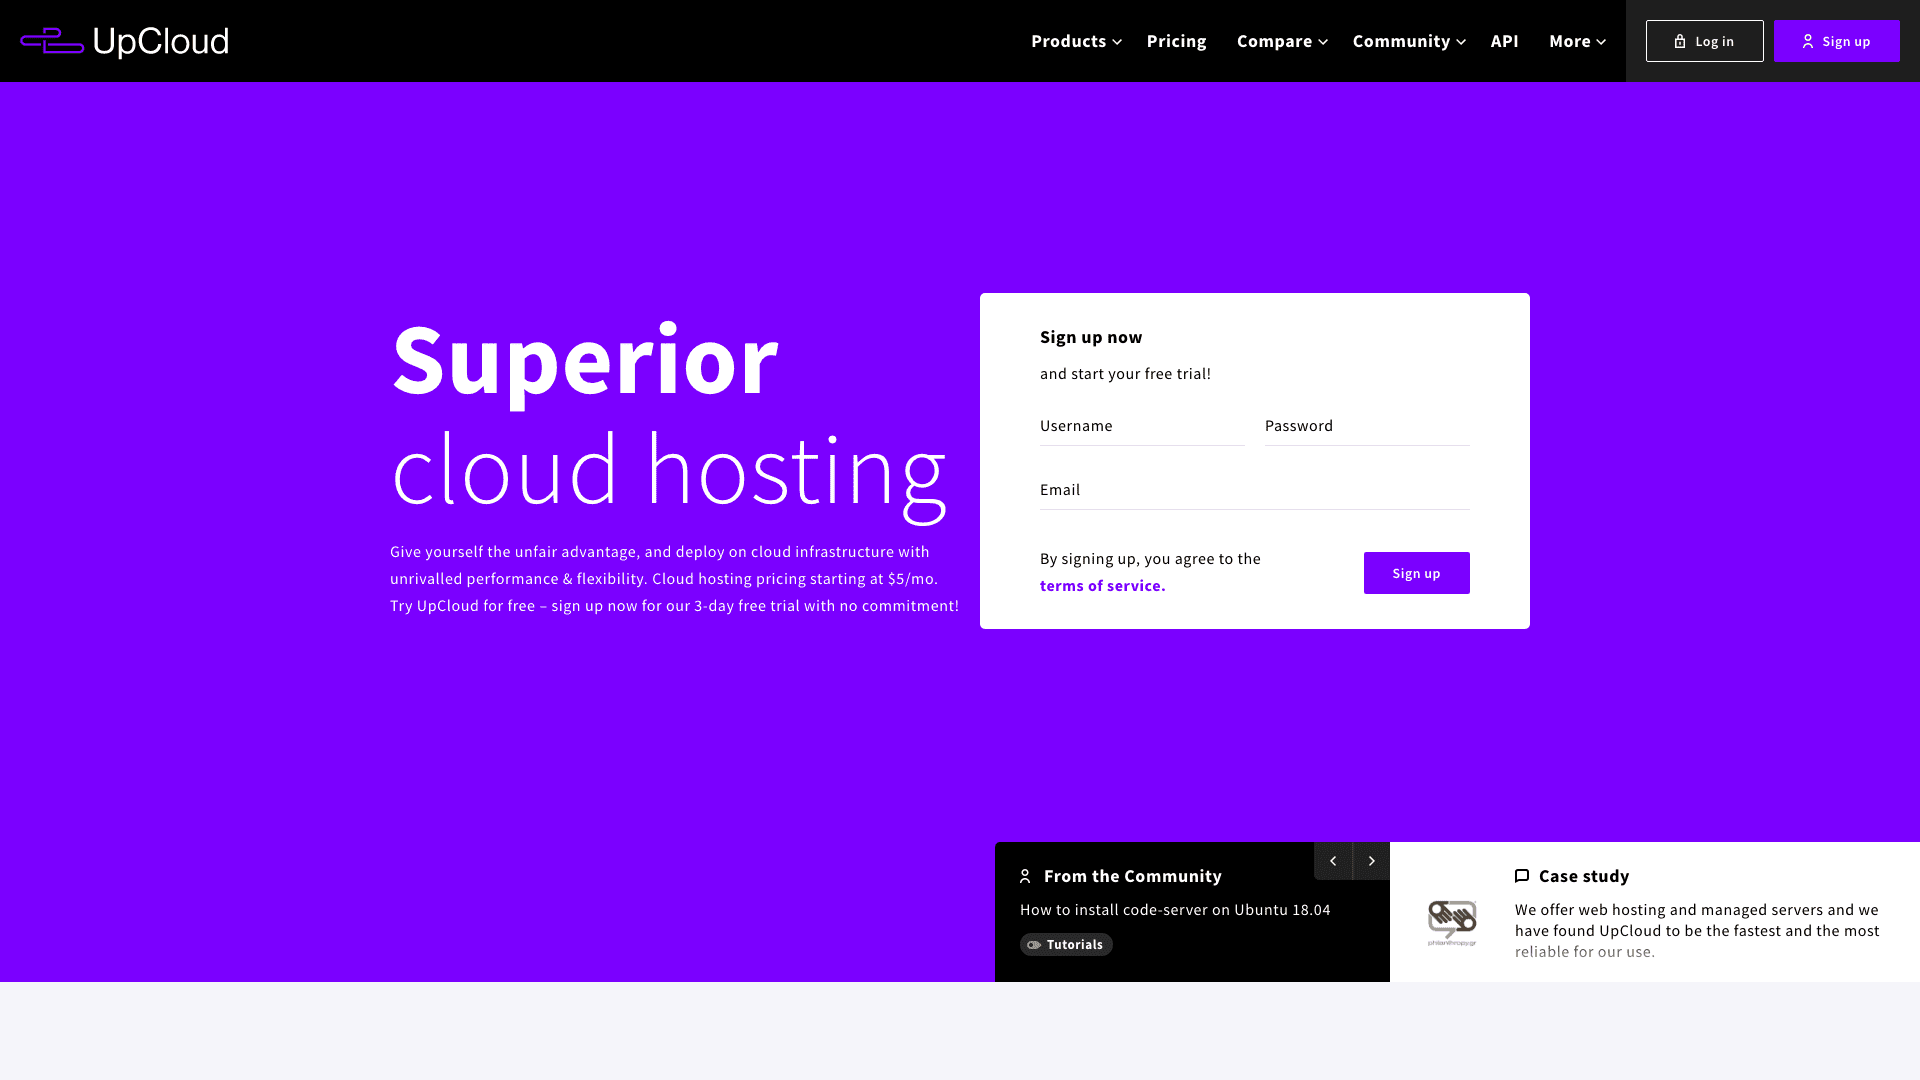 UpCloud
Products
Pricing
Compare
Community
API
More
Log in
Sign up
Superior
cloud hosting
Give yourself the unfair advantage, and deploy on cloud infrastructure with
unrivalled performance & flexibility. Cloud hosting pricing starting at $5/mo.
Try UpCloud for free – sign up now for our 3-day free trial with no commitment!
Sign up now
and start your free trial!
Username
Password
Email
By signing up, you agree to the
terms of service.
Sign up
From the Community
How to install code-server on Ubuntu 18.04
Tutorials
philanthropy.gr
Case study
We offer web hosting and managed servers and we
have found UpCloud to be the fastest and the most
reliable for our use.